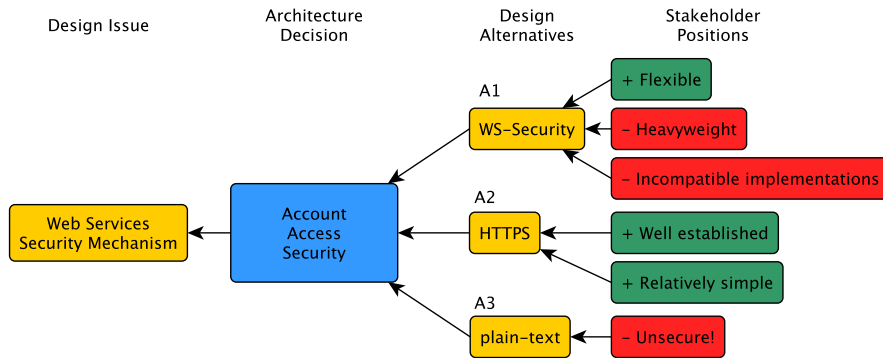 Design Issue
Architecture
Decision
Design
Alternatives
Stakeholder
Positions
A1
WS-Security
+ Flexible
- Heavyweight
- Incompatible implementations
Web Services
Security Mechanism
Account
Access
Security
A2
HTTPS
+ Well established
+ Relatively simple
A3
plain-text
- Unsecure!